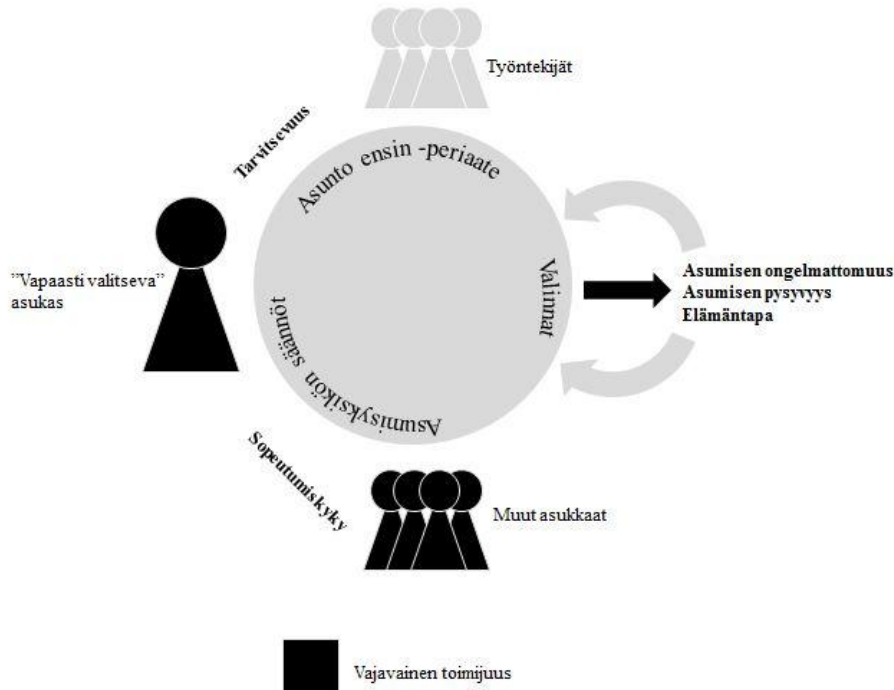 Työntekijät
Tarvitsevuus
Asunto ensin -periaate
”Vapaasti valitseva”
asukas
Valinnat
Asumisen ongelmattomuus
Asumisen pysyvyys
Elämäntapa
Asumisyksikön säännöt
Sopeutumiskyky
Muut asukkaat
Vajavainen toimijuus